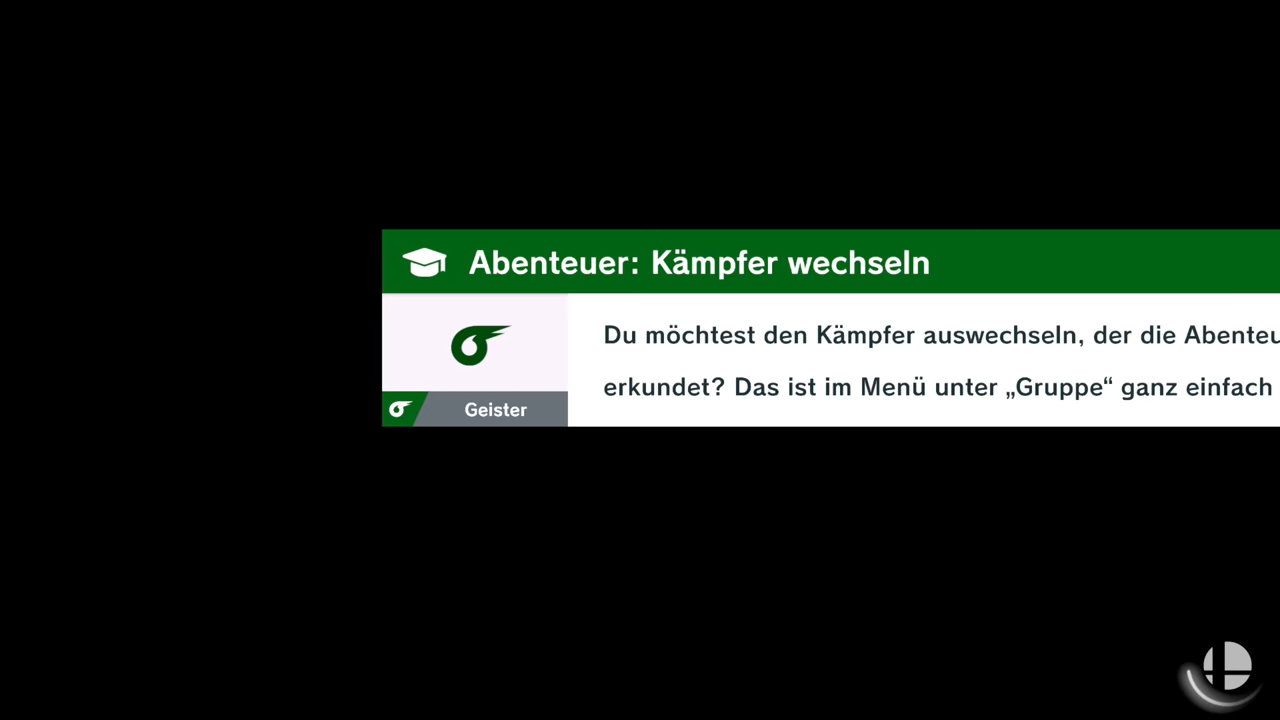 Abenteuer: Kämpfer wechseln
Du möchtest den Kämpfer auswechseln, der die
erkundet? Das ist im Menü unter „Gruppe“ ganz einfach
Geister